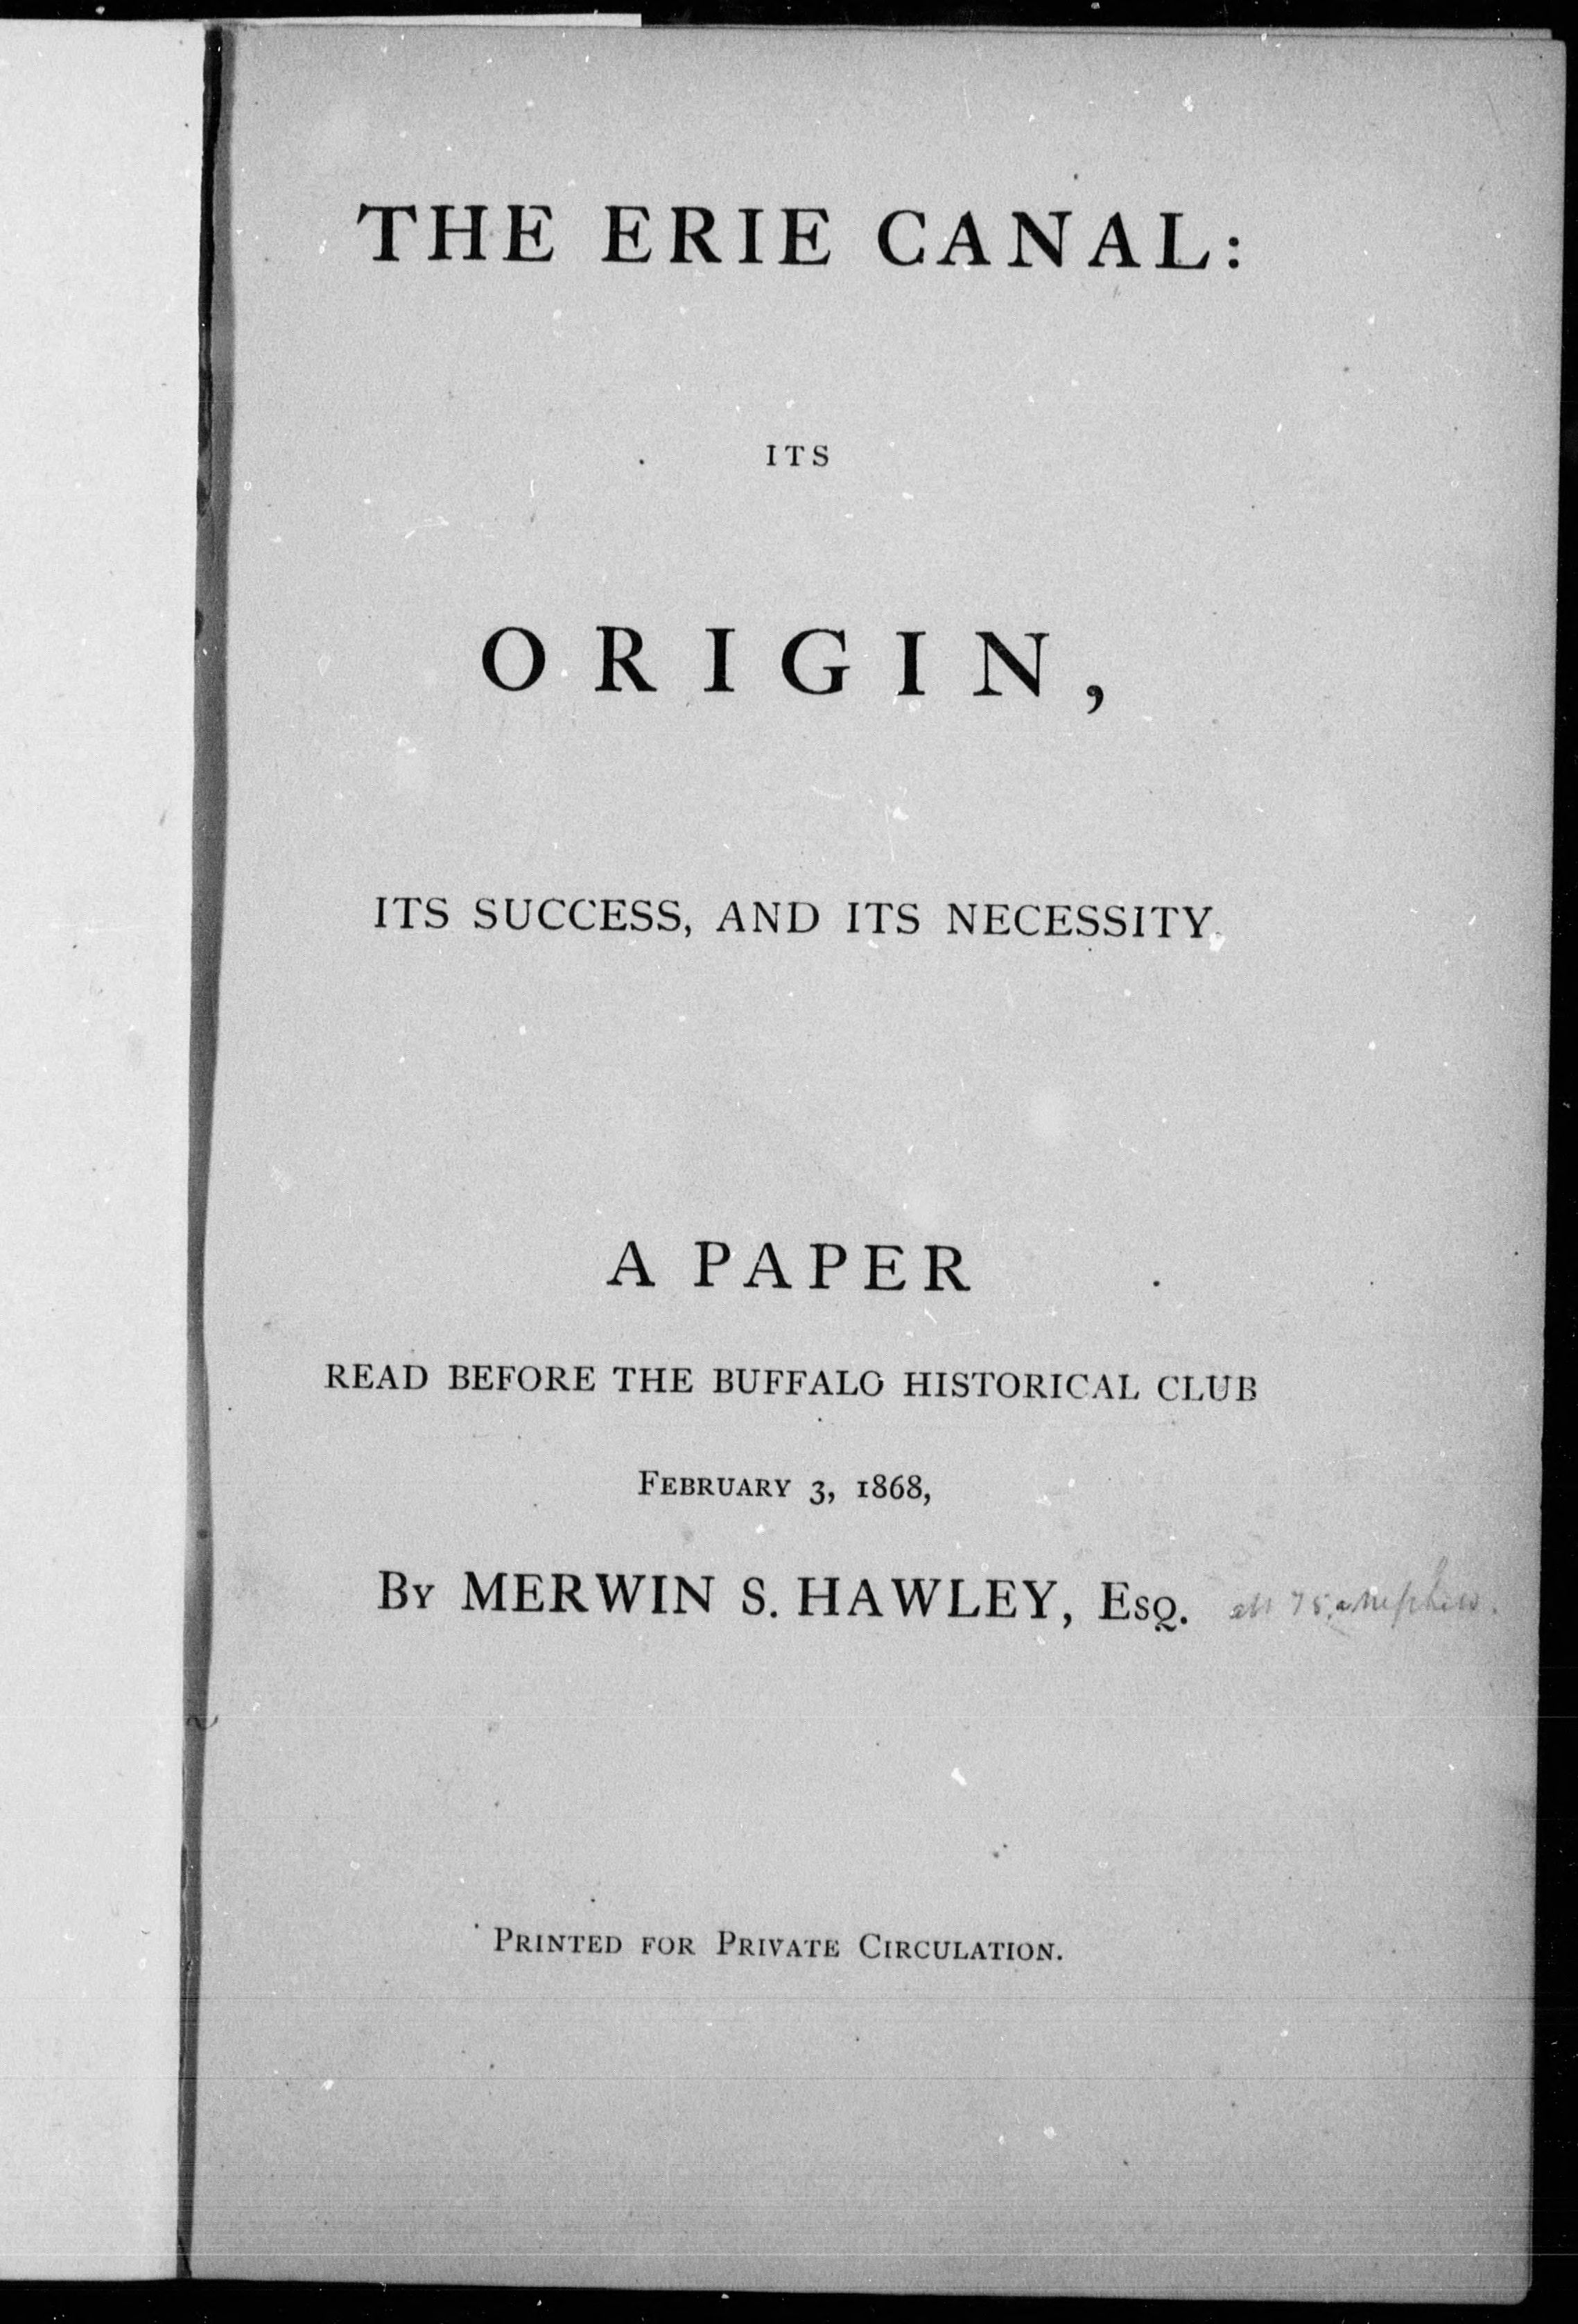 THE ERIE CANAL:
ITS
ORIGIN,
ITS SUCCESS, AND ITS NECESSITY.
A PAPER
READ BEFORE THE BUFFALO HISTORICAL CLUB
FEBRUARY 3, 1868,
BY MERWIN S. HAWLEY, ESQ. a nephew.
PRINTED FOR PRIVATE CIRCULATION.